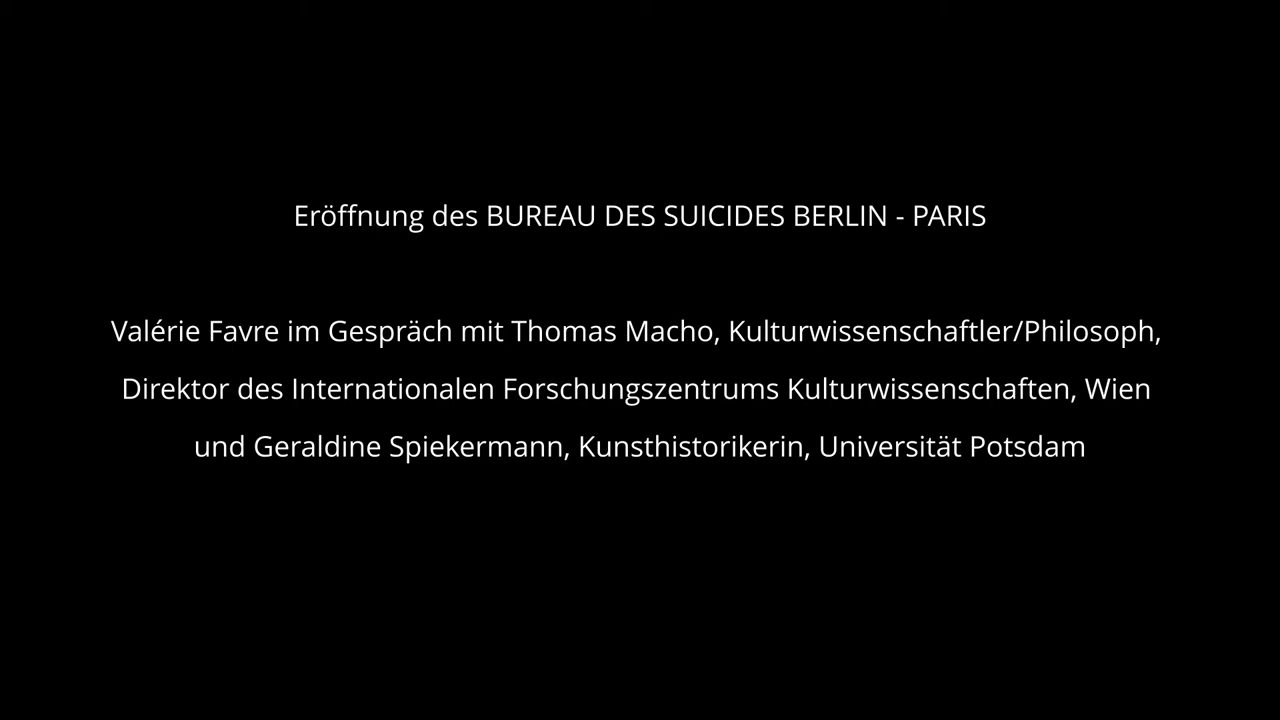 Eröffnung des BUREAU DES SUICIDES BERLIN - PARIS
Valérie Favre im Gespräch mit Thomas Macho, Kulturwissenschaftler/Philosoph,
Direktor des Internationalen Forschungszentrums Kulturwissenschaften, Wien
und Geraldine Spiekermann, Kunsthistorikerin, Universität Potsdam